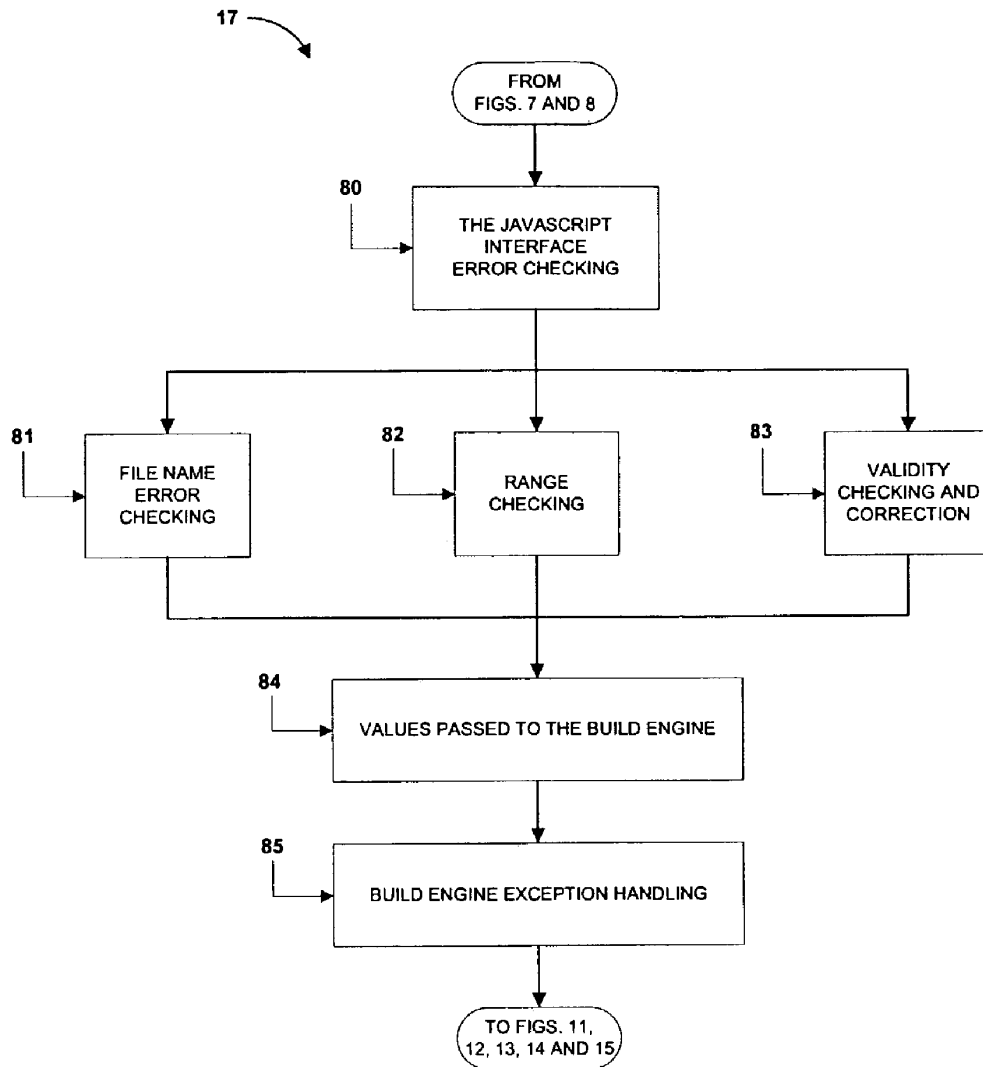 17
FROM
FIGS. 7 AND 8
80
THE JAVASCRIPT
INTERFACE
ERROR CHECKING
81
FILE NAME
ERROR
CHECKING
82
RANGE
CHECKING
83
VALIDITY
CHECKING AND
CORRECTION
84
VALUES PASSED TO THE BUILD ENGINE
85
BUILD ENGINE EXCEPTION HANDLING
TO FIGS. 11,
12, 13, 14 AND 15